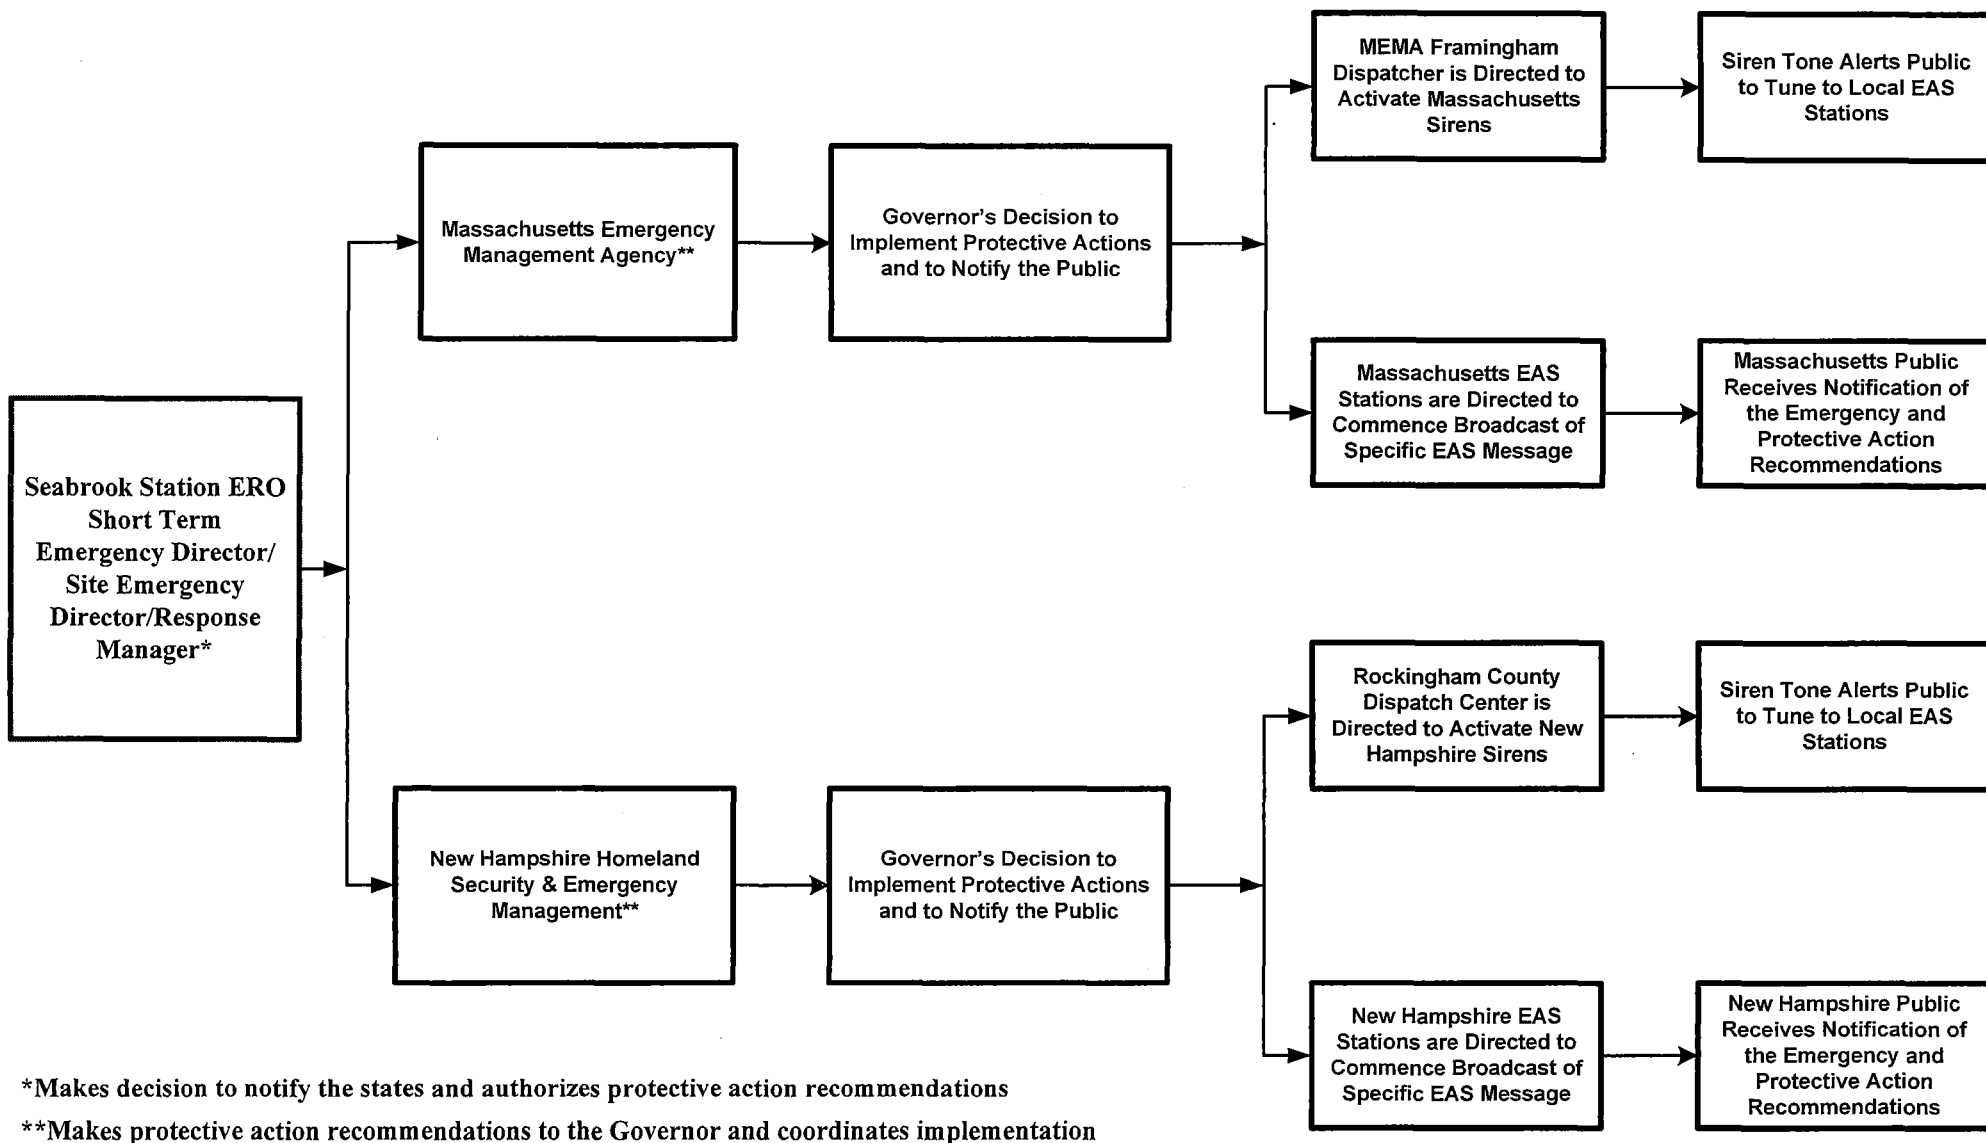 Seabrook Station ERO
Short Term
Emergency Director/
Site Emergency
Director/Response
Manager*
Massachusetts Emergency
Management Agency**
Governor's Decision to
Implement Protective Actions
and to Notify the Public
MEMA Framingham
Dispatcher is Directed to
Activate Massachusetts
Sirens
Siren Tone Alerts Public
to Tune to Local EAS
Stations
Massachusetts EAS
Stations are Directed to
Commence Broadcast of
Specific EAS Message
Massachusetts Public
Receives Notification of
the Emergency and
Protective Action
Recommendations
New Hampshire Homeland
Security & Emergency
Management**
Governor's Decision to
Implement Protective Actions
and to Notify the Public
Rockingham County
Dispatch Center is
Directed to Activate New
Hampshire Sirens
Siren Tone Alerts Public
to Tune to Local EAS
Stations
New Hampshire EAS
Stations are Directed to
Commence Broadcast of
Specific EAS Message
New Hampshire Public
Receives Notification of
the Emergency and
Protective Action
Recommendations
*Makes decision to notify the states and authorizes protective action recommendations
**Makes protective action recommendations to the Governor and coordinates implementation